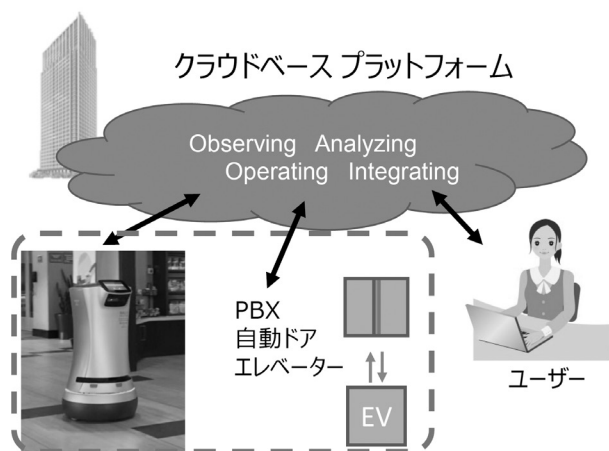 クラウドベース プラットフォーム
Observing Analyzing
Operating Integrating
PBX
自動ドア
エレベーター
EV
ユーザー